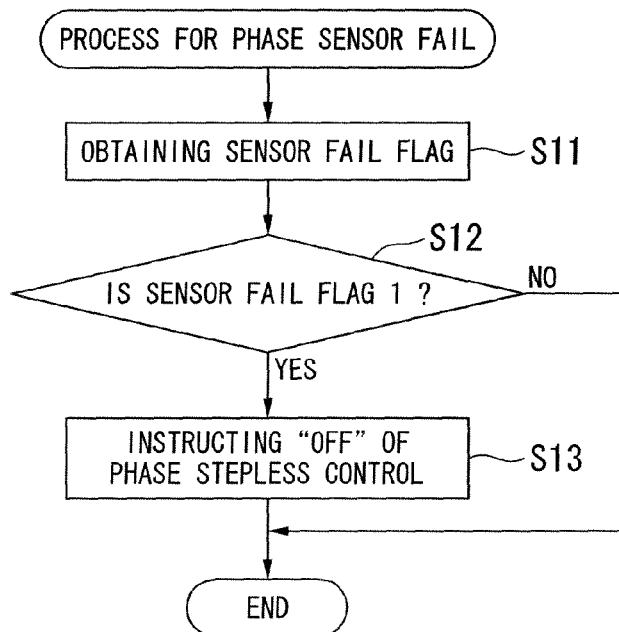 PROCESS FOR PHASE SENSOR FAIL
OBTAINING SENSOR FAIL FLAG
S11
S12
IS SENSOR FAIL FLAG 1 ?
NO
YES
INSTRUCTING “OFF” OF
PHASE STEPLESS CONTROL
S13
END